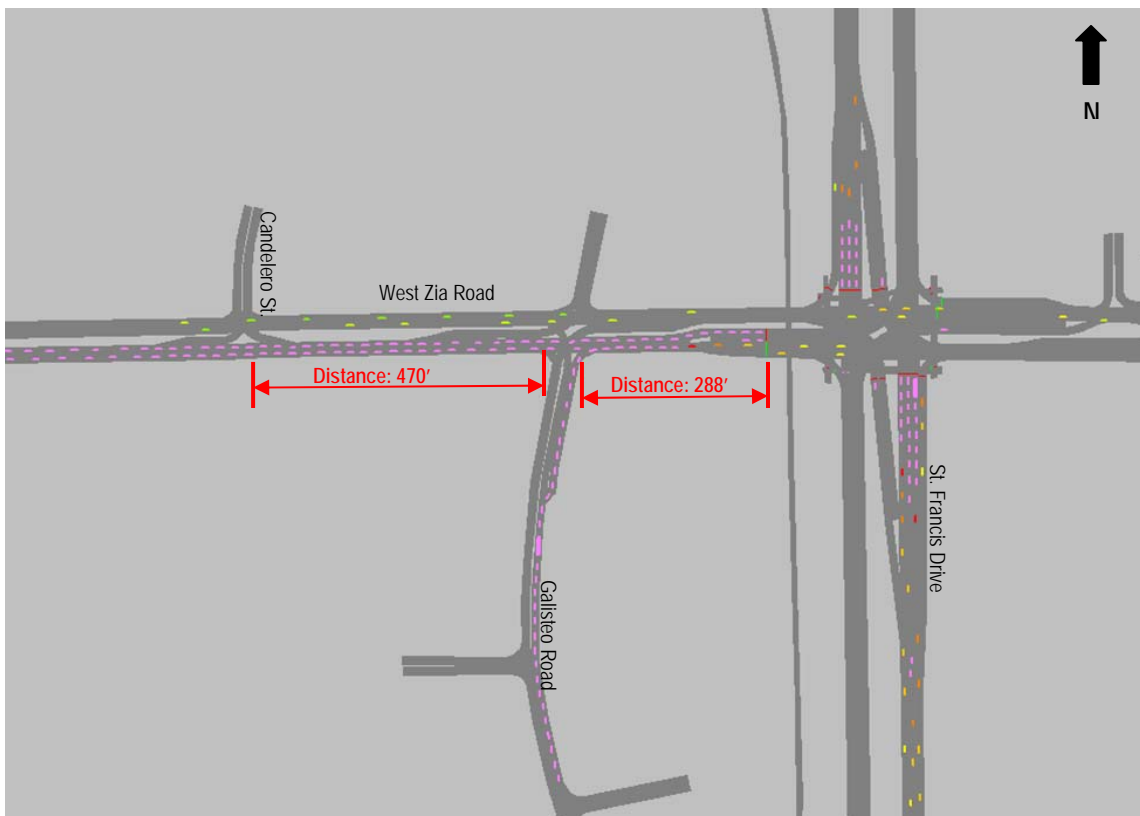 N
Candelero St.
West Zia Road
Distance: 470'
Distance: 288'
St. Francis Drive
Galisteo Road